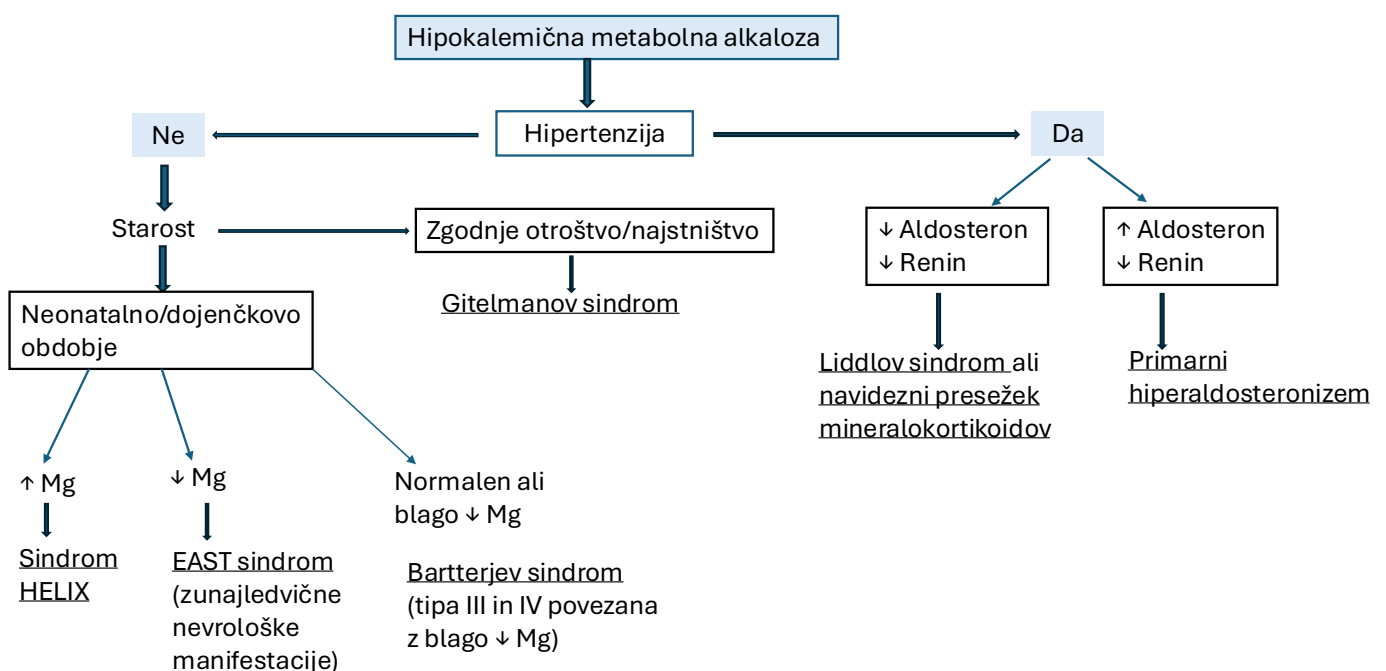 Hipokalemična metabolna alkaloza
Ne
Hipertenzija
Da
Starost
Zgodnje otroštvo/najstništvo
↓ Aldosteron
↓ Renin
↑ Aldosteron
↓ Renin
Gitelmanov sindrom
Neonatalno/dojenčkovo
obdobje
Liddlov sindrom ali
navidezni presežek
mineralokortikoidov
Primarni
hiperaldosteronizem
↑ Mg
↓ Mg
Normalen ali
blago ↓ Mg
Sindrom
HELIX
EAST sindrom
(zunajledvične
nevrološke
manifestacije)
Bartterjev sindrom
(tipa III in IV povezana
z blago ↓ Mg)